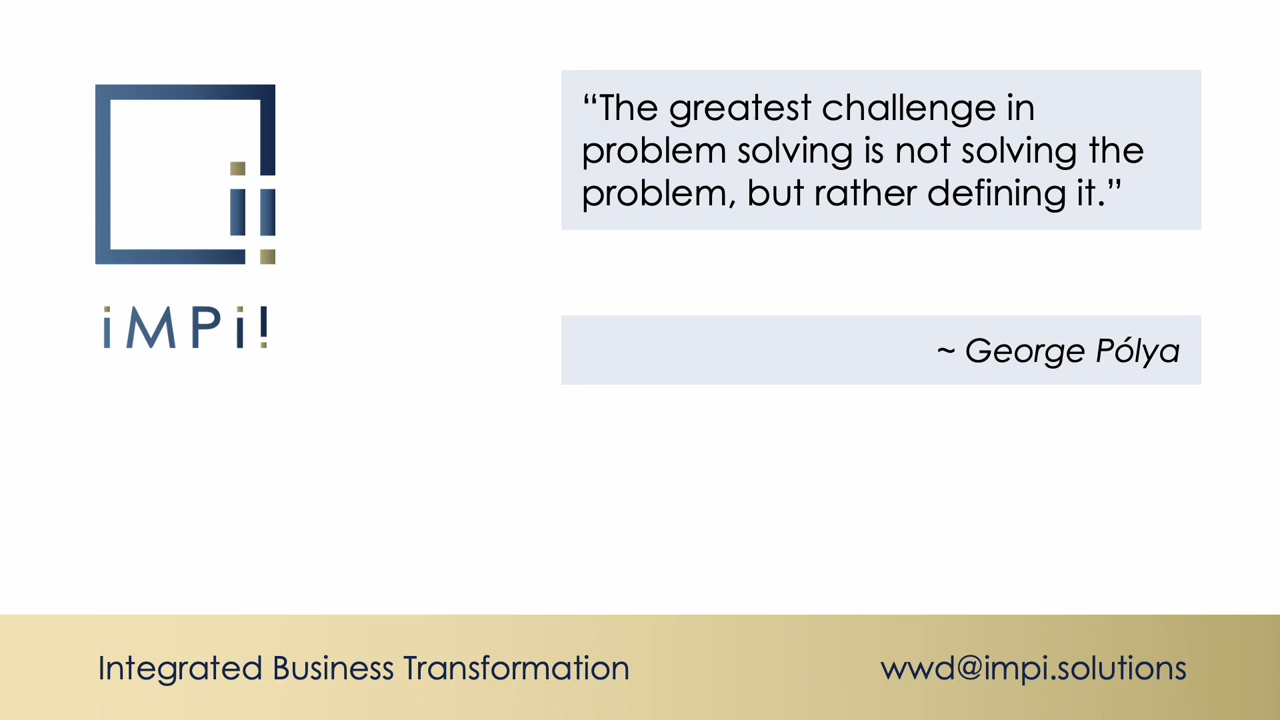 iMPi!
“The greatest challenge in
problem solving is not solving the
problem, but rather defining it.”
~ George Pólya
Integrated Business Transformation
wwd@impi.solutions